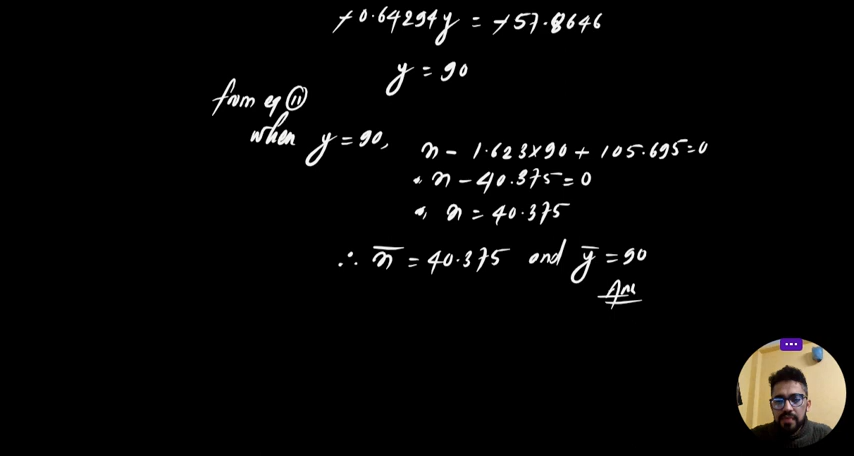 -0.64294y = -57.8646
y = 90
from eq (ii)
when y = 90, x - 1.623×90 + 105.695=0
∴ x - 40.375=0
∴ x = 40.375
∴ x̅ = 40.375 and y̅ = 90
Ans